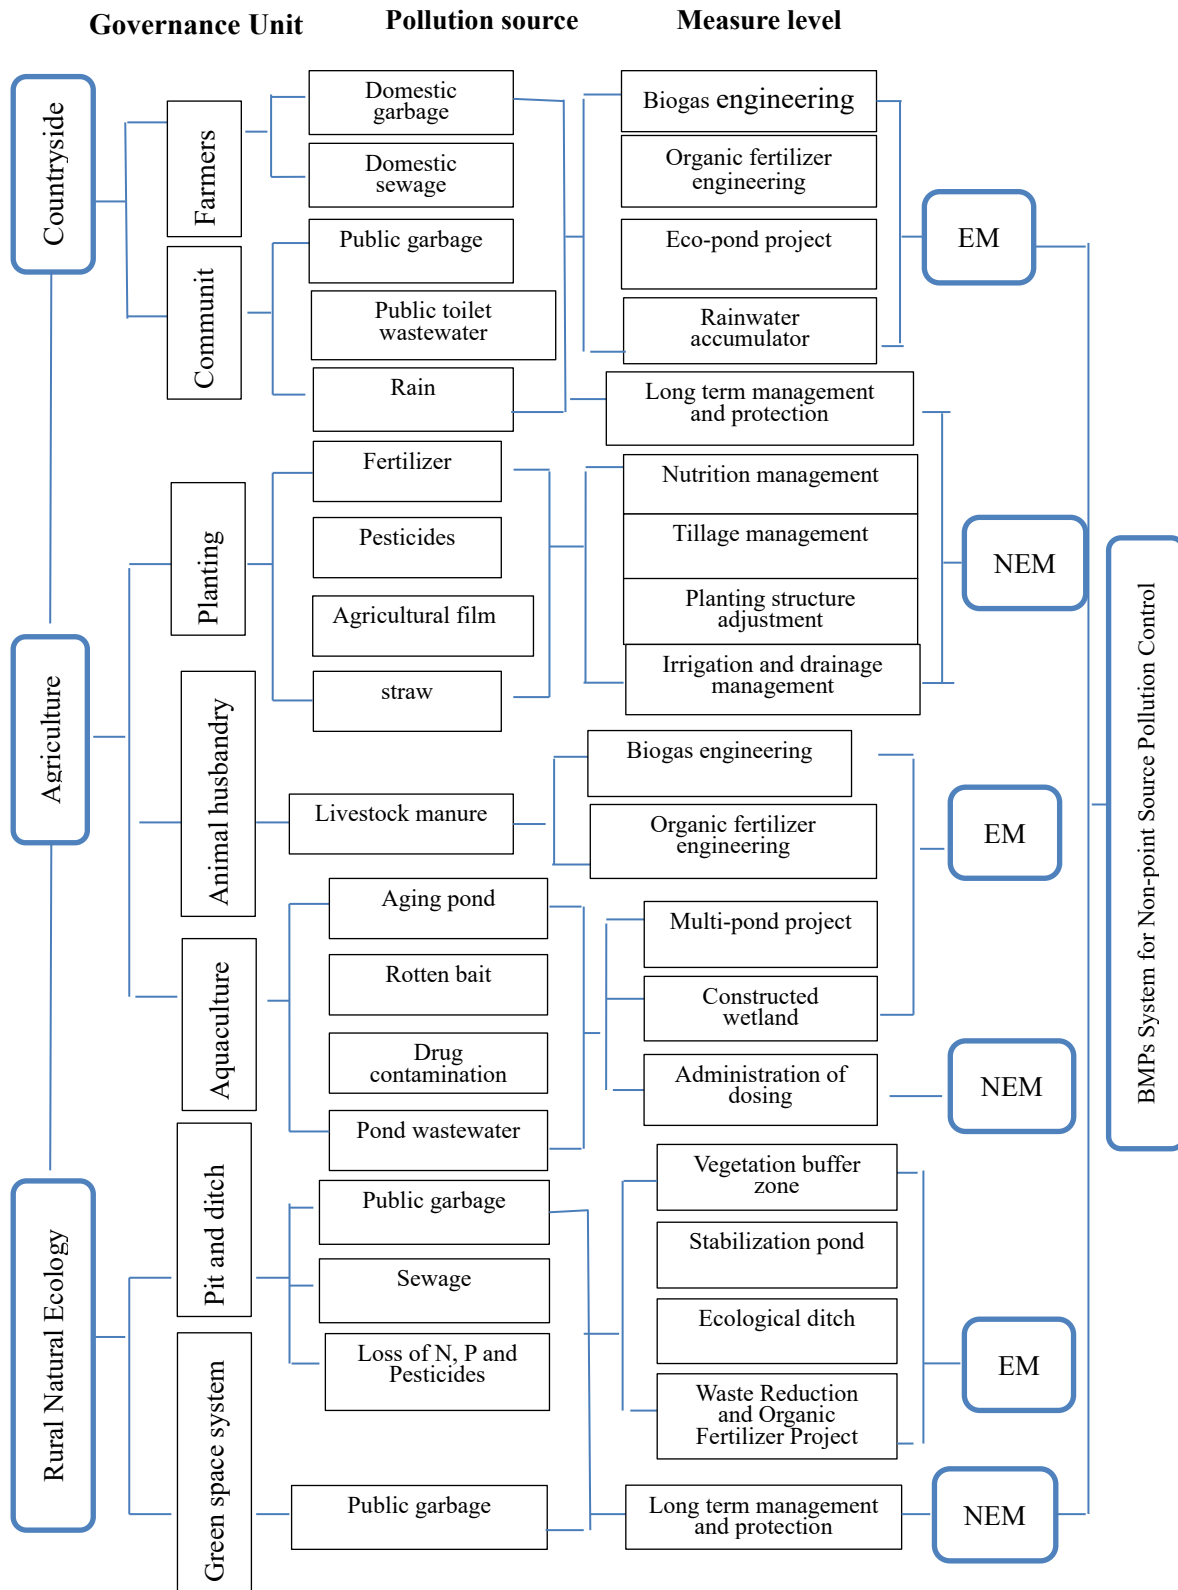 Governance Unit
Pollution source
Measure level
Countryside
Farmers
Communit
Domestic
garbage
Domestic
sewage
Public garbage
Public toilet
wastewater
Rain
Biogas engineering
Organic fertilizer
engineering
Eco-pond project
Rainwater
accumulator
Long term management
and protection
EM
Agriculture
Planting
Animal husbandry
Aquaculture
Fertilizer
Pesticides
Agricultural film
straw
Nutrition management
Tillage management
Planting structure
adjustment
Irrigation and drainage
management
NEM
Livestock manure
Biogas engineering
Organic fertilizer
engineering
EM
Aging pond
Rotten bait
Drug
contamination
Pond wastewater
Multi-pond project
Constructed
wetland
Administration of
dosing
NEM
Rural Natural Ecology
Pit and ditch
Green space system
Public garbage
Sewage
Loss of N, P and
Pesticides
Public garbage
Vegetation buffer
zone
Stabilization pond
Ecological ditch
Waste Reduction
and Organic
Fertilizer Project
EM
Long term management
and protection
NEM
BMPs System for Non-point Source Pollution Control